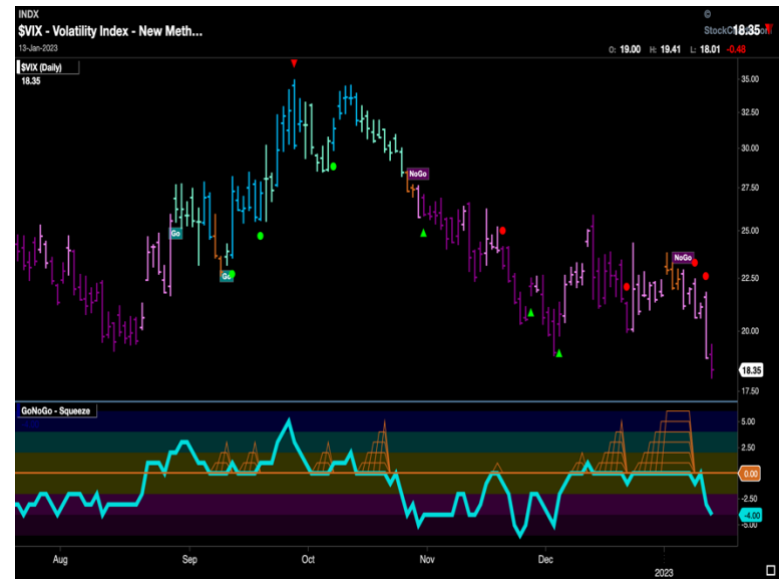 INDX
©
$VIX - Volatility Index - New Meth...
18.35
13-Jan-2023
O: 19.00 H: 19.41 L: 18.01 -0.48
$VIX (Daily)
18.35
35.00
32.50
30.00
NoGo
27.50
Go
25.00
NoGo
Go
22.50
20.00
18.35
17.50
GoNoGo - Squeeze
5.00
2.50
0.00
-2.50
-4.00
-5.00
Aug Sep Oct Nov Dec 2023